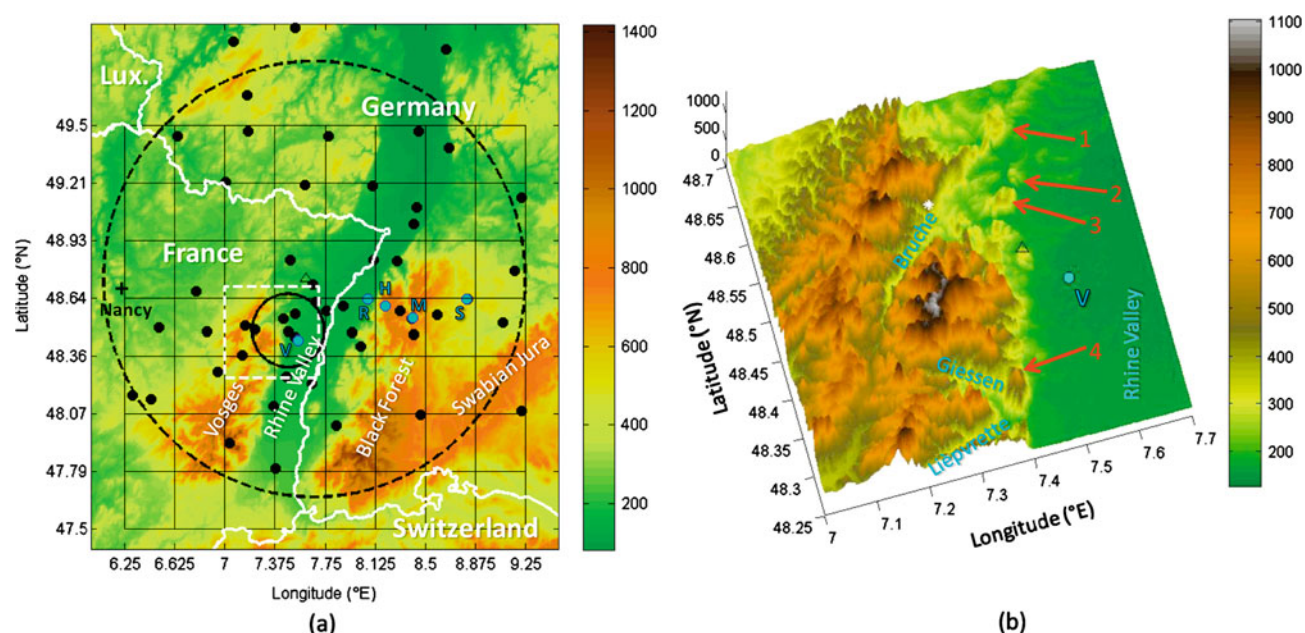 1400
1200
1000
800
600
400
200
Lux.
Germany
France
Nancy
H
R
M
S
V
Vosges
Rhine Valley
Black Forest
Swabian Jura
Switzerland
49.5
49.21
48.93
48.64
48.36
48.07
47.79
47.5
Latitude (°N)
6.25 6.625 7 7.375 7.75 8.125 8.5 8.875 9.25
Longitude (°E)
(a)
1000
500
0
48.7
48.65
48.6
48.55
48.5
48.45
48.4
48.35
48.3
48.25
Latitude (°N)
7 7.1 7.2 7.3 7.4 7.5 7.6 7.7
Longitude (°E)
1
2
3
4
Bruche
V
Giessen
Liepvrette
Rhine Valley
1100
1000
900
800
700
600
500
400
300
200
(b)